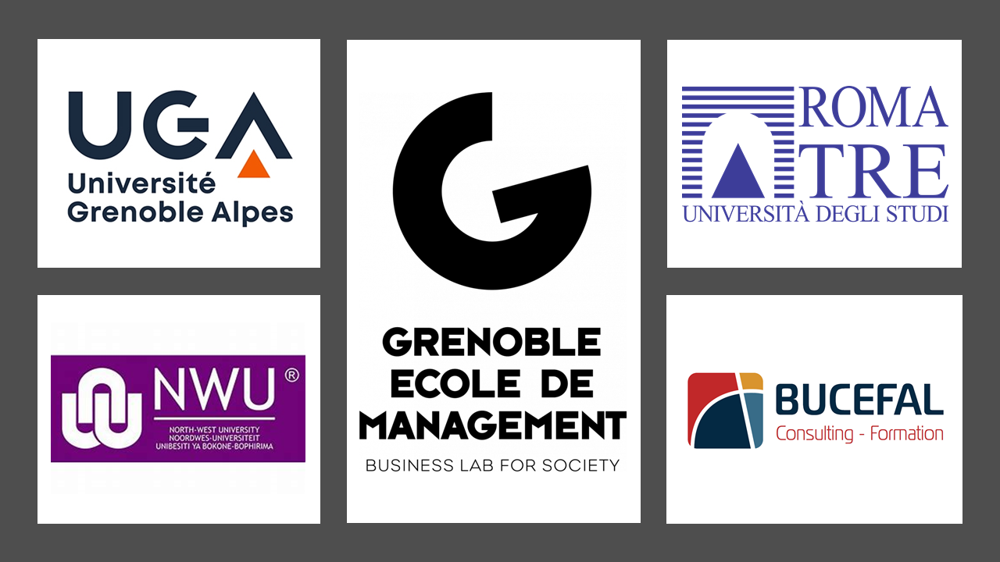 UGA
Université
Grenoble Alpes
GRENOBLE
ECOLE DE
MANAGEMENT
BUSINESS LAB FOR SOCIETY
ROMA
TRE
UNIVERSITÀ DEGLI STUDI
NWU®
NORTH-WEST UNIVERSITY
NOORDWES-UNIVERSITEIT
UNIBESITI YA BOKONE-BOPHIRIMA
BUCEFAL
Consulting - Formation